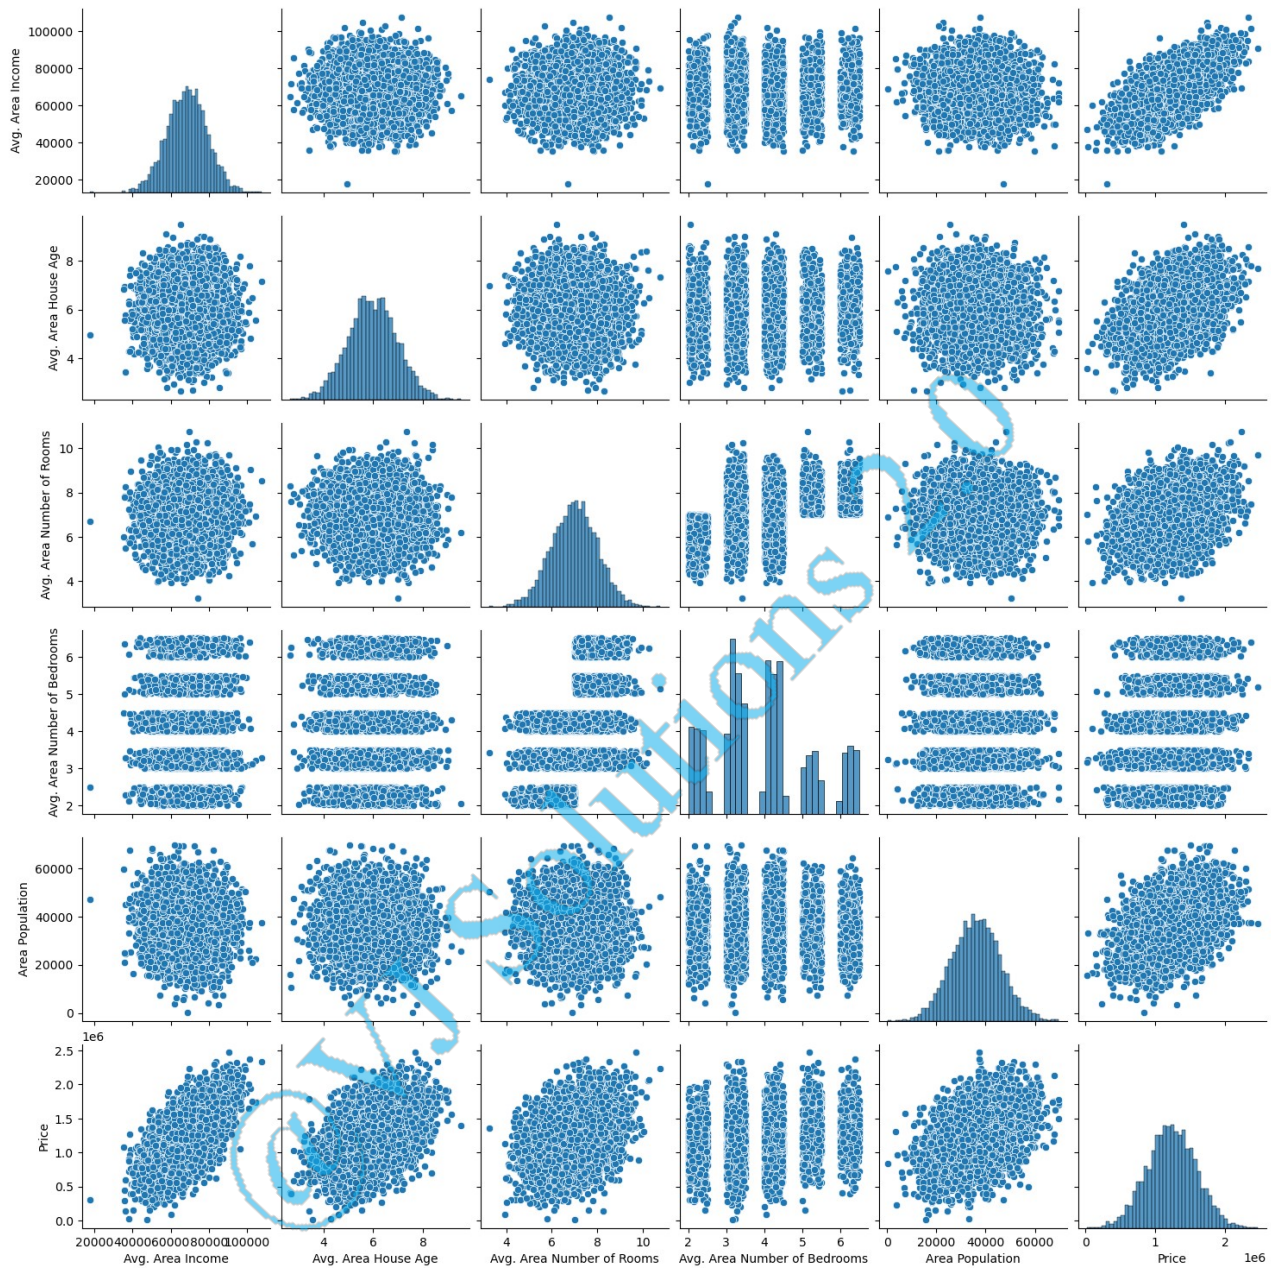 Avg. Area Income
100000
80000
60000
40000
20000
Avg. Area House Age
8
6
4
Avg. Area Number of Rooms
10
8
6
4
Avg. Area Number of Bedrooms
6
5
4
3
2
Area Population
60000
40000
20000
0
1e6
Price
2.5
2.0
1.5
1.0
0.5
0.0
20000 40000 60000 80000 100000
4 6 8
4 6 8 10
2 3 4 5 6
0 20000 40000 60000
0 1 2
1e6
Avg. Area Income
Avg. Area House Age
Avg. Area Number of Rooms
Avg. Area Number of Bedrooms
Area Population
Price
©VJ Solutions 2.0